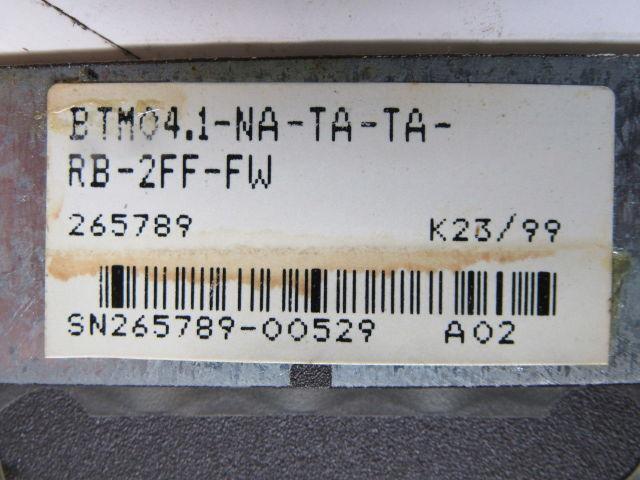 BTM04.1-NA-TA-TA-
RB-2FF-FW
265789 K23/99
SN265789-00529 A02